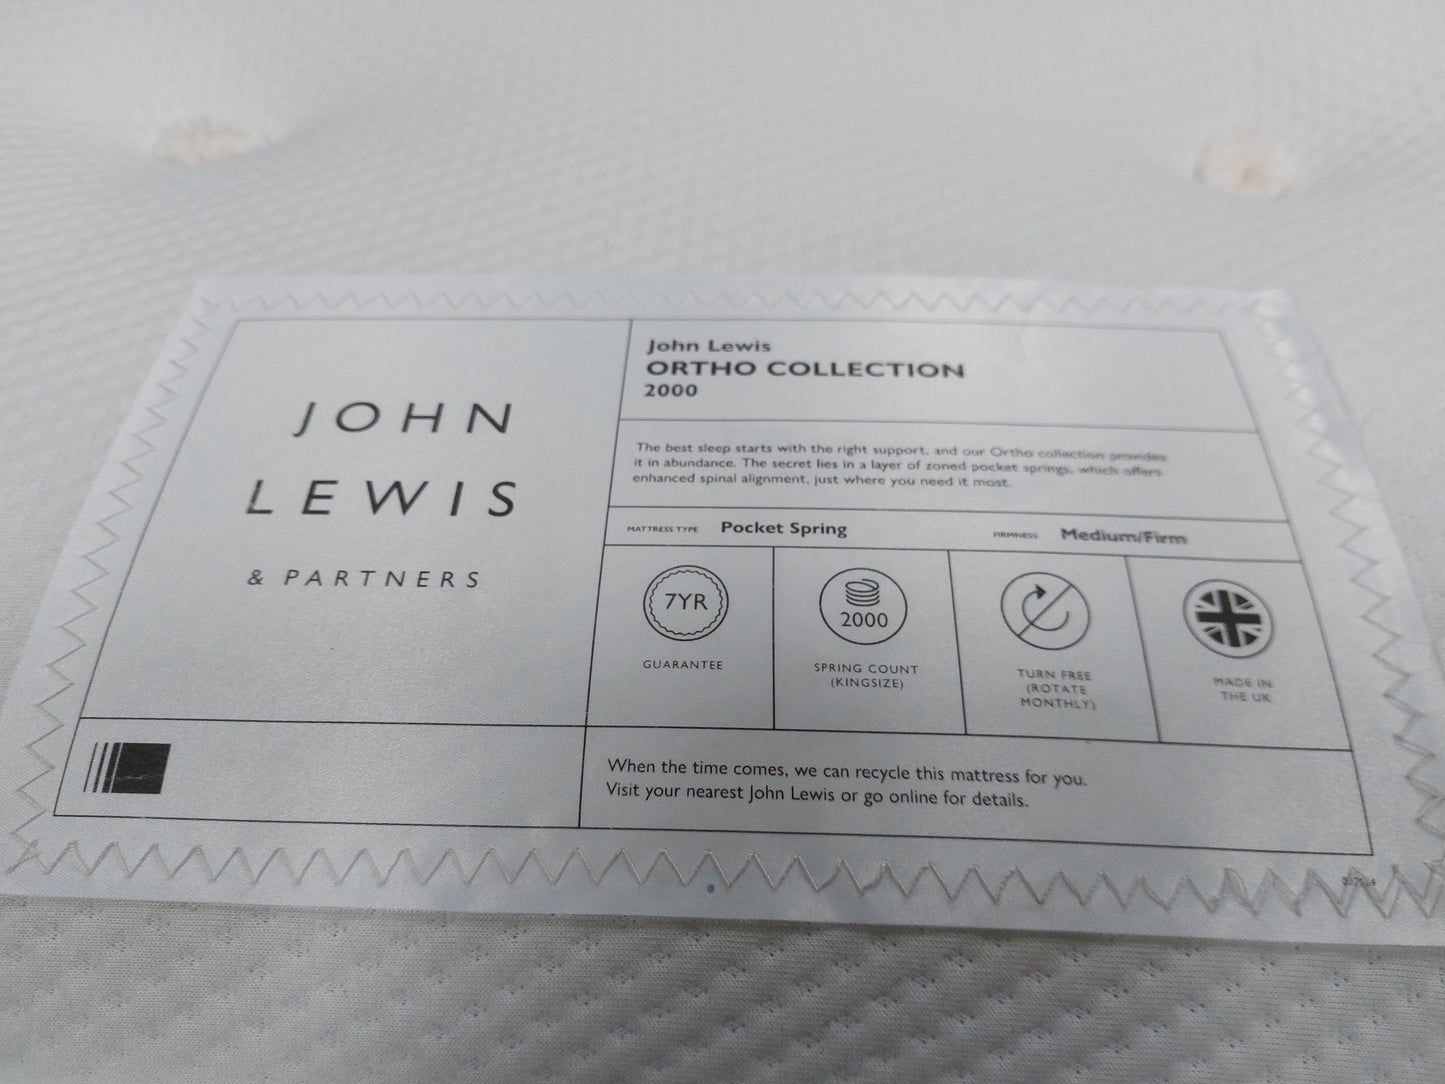 JOHN
LEWIS
& PARTNERS
John Lewis
ORTHO COLLECTION
2000
The best sleep starts with the right support, and our Ortho collection provides
it in abundance. The secret lies in a layer of zoned pocket springs, which offers
enhanced spinal alignment, just where you need it most.
MATTRESS TYPE Pocket Spring FIRMNESS Medium/Firm
7YR
GUARANTEE
2000
SPRING COUNT
(KINGSIZE)
TURN FREE
(ROTATE
MONTHLY)
MADE IN
THE UK
When the time comes, we can recycle this mattress for you.
Visit your nearest John Lewis or go online for details.